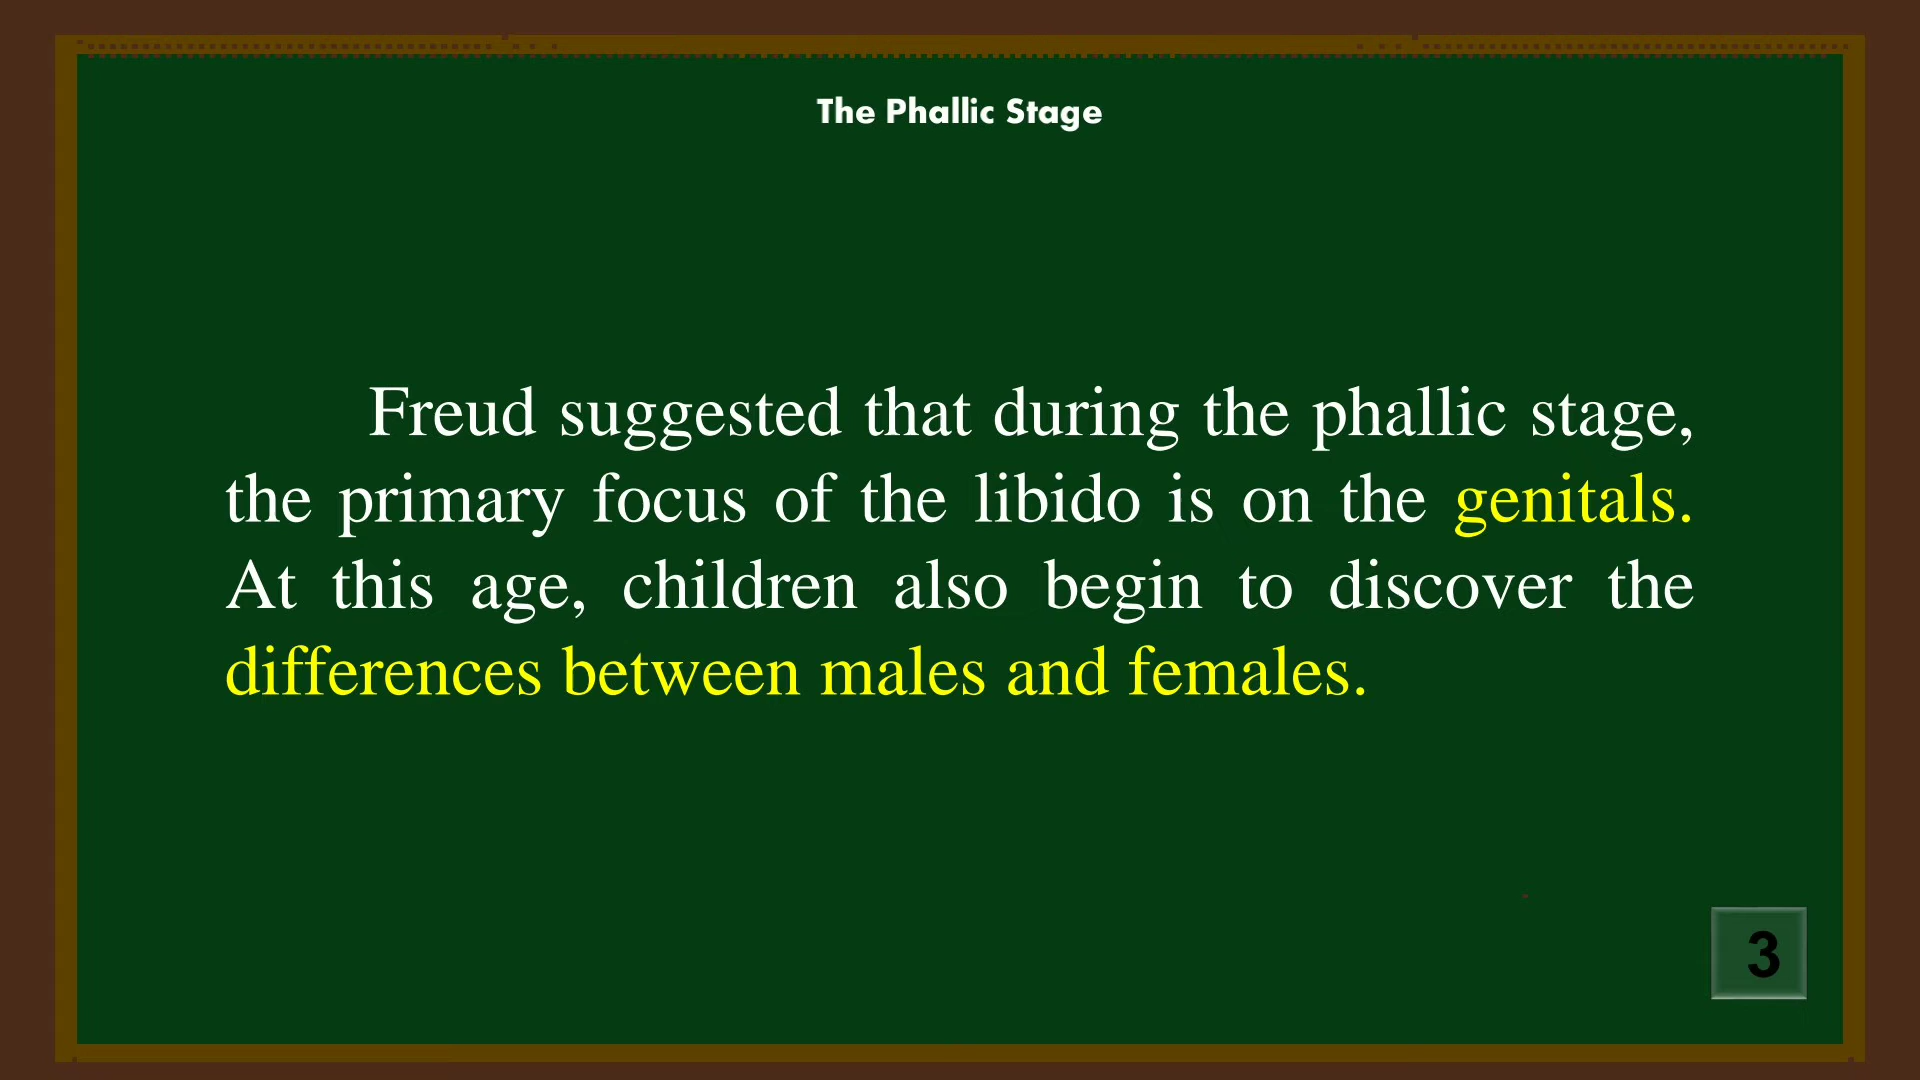 The Phallic Stage
Freud suggested that during the phallic stage,
the primary focus of the libido is on the genitals.
At this age, children also begin to discover the
differences between males and females.
3